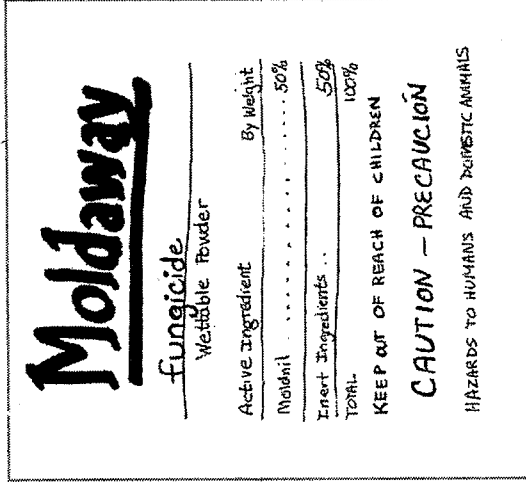 Moldaway
fungicide
Wettable Powder
Active Ingredient By Weight
Moldnil .................. 50%
Inert Ingredients .. 50%
TOTAL 100%
KEEP OUT OF REACH OF CHILDREN
CAUTION – PRECAUCIÓN
HAZARDS TO HUMANS AND DOMESTIC ANIMALS